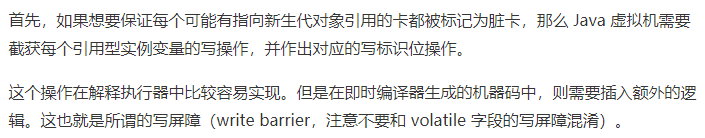 首先，如果想要保证每个可能有指向新生代对象引用的卡都被标记为脏卡，那么 Java 虚拟机需要
截获每个引用型实例变量的写操作，并作出对应的写标识位操作。
这个操作在解释执行器中比较容易实现。但是在即时编译器生成的机器码中，则需要插入额外的逻
辑。这也就是所谓的写屏障（write barrier，注意不要和 volatile 字段的写屏障混淆）。